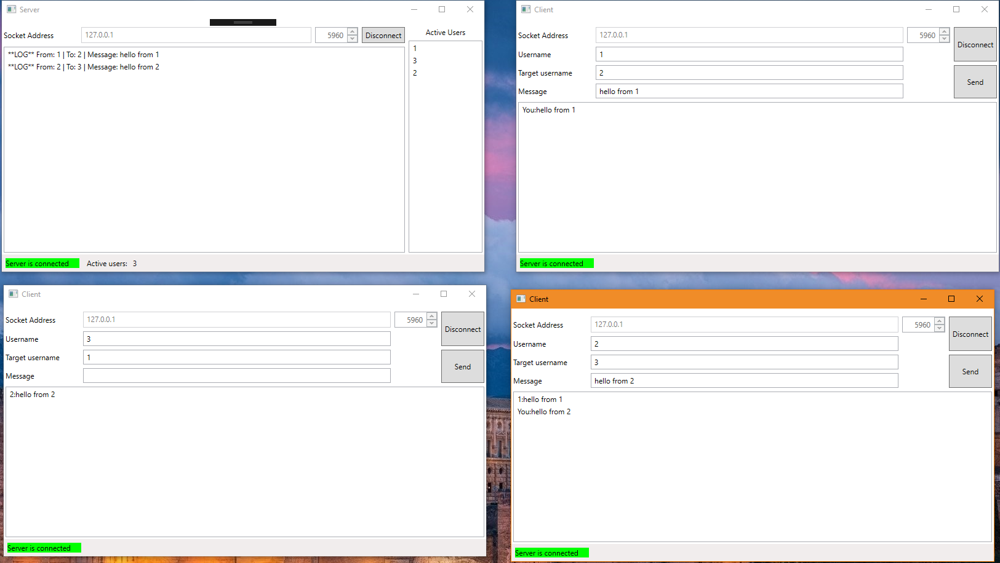 Server
Socket Address 127.0.0.1 5960 Disconnect
Active Users
**LOG** From: 1 | To: 2 | Message: hello from 1
**LOG** From: 2 | To: 3 | Message: hello from 2
1
3
2
Server is connected Active users: 3
Client
Socket Address 127.0.0.1 5960 Disconnect
Username 1
Target username 2
Send
Message hello from 1
You:hello from 1
Server is connected
Client
Socket Address 127.0.0.1 5960 Disconnect
Username 3
Target username 1
Send
Message
2:hello from 2
Server is connected
Client
Socket Address 127.0.0.1 5960 Disconnect
Username 2
Target username 3
Send
Message hello from 2
1:hello from 1
You:hello from 2
Server is connected